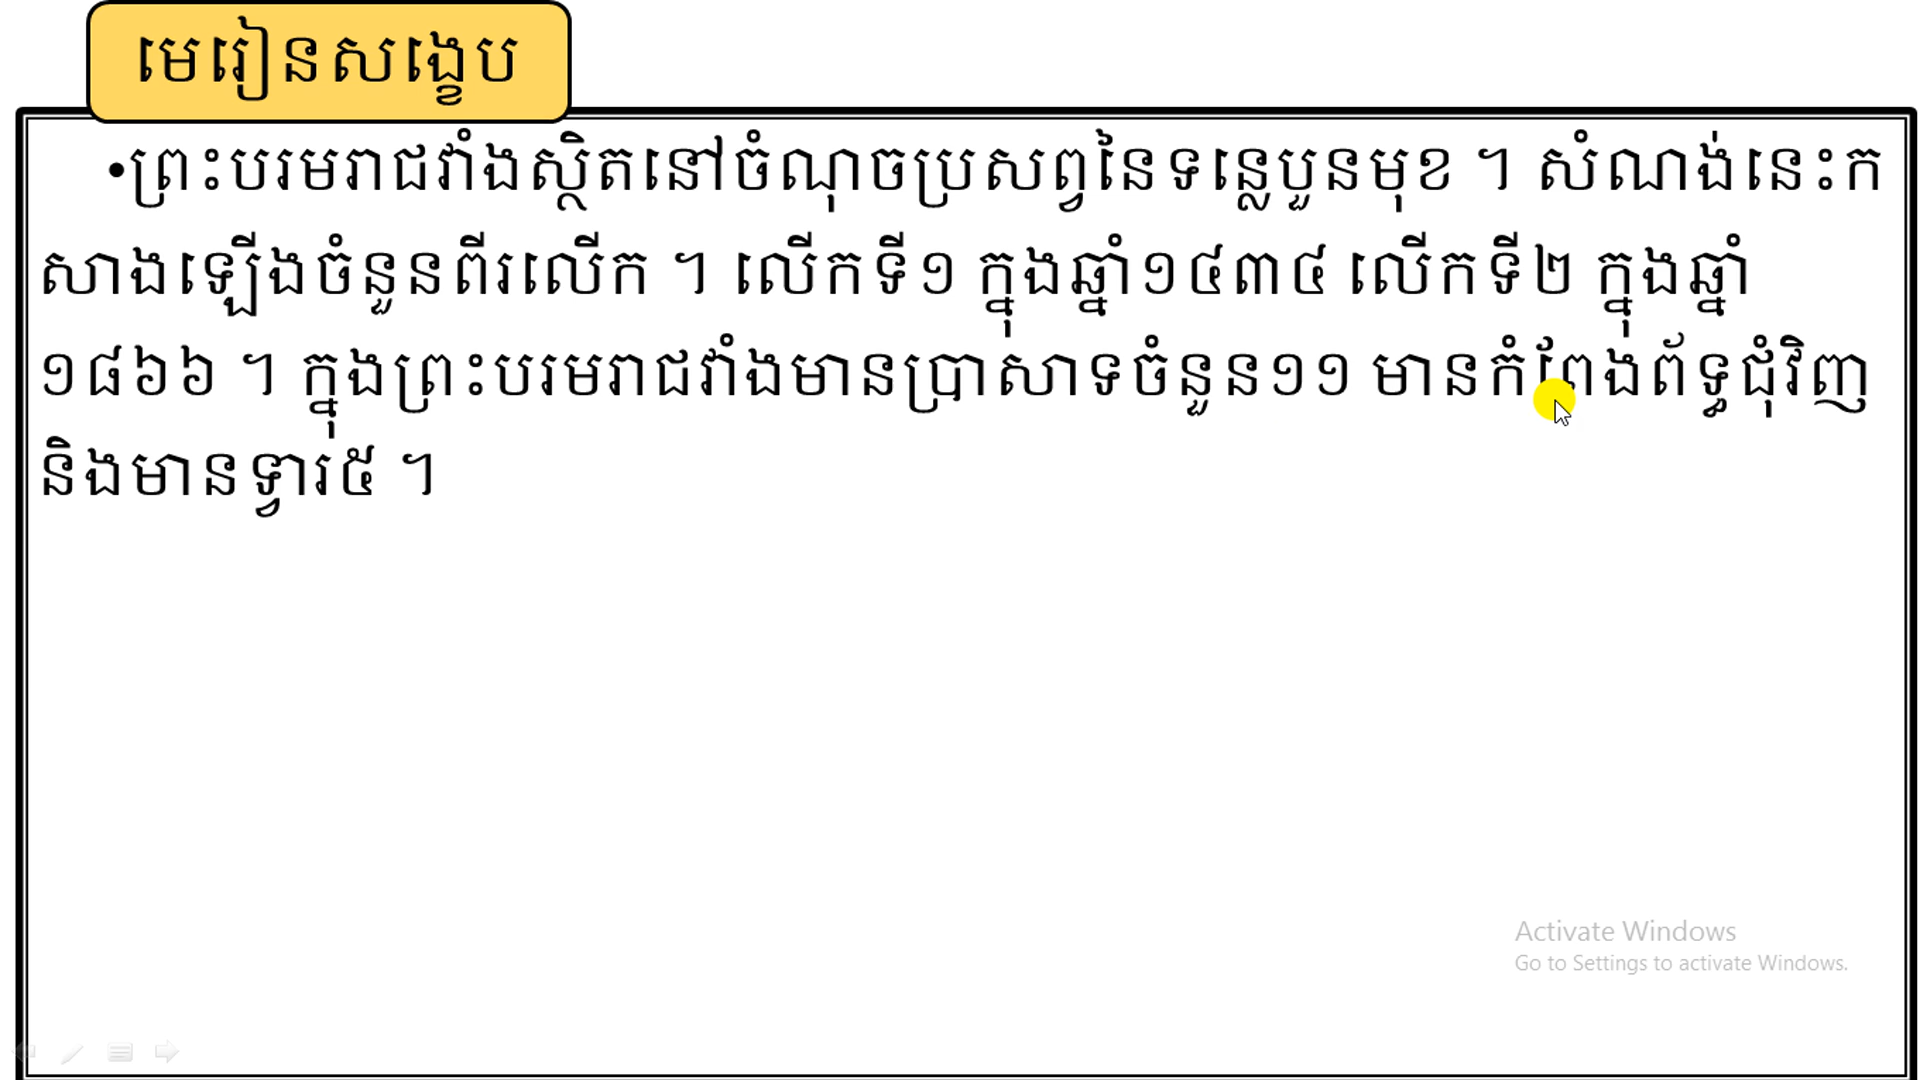 មេរៀនសង្ខេប
•ព្រះបរមរាជវាំងស្ថិតនៅចំណុចប្រសព្វនៃទន្លេបួនមុខ ។ សំណង់នេះក
សាងឡើងចំនួនពីរលើក ។ លើកទី១ ក្នុងឆ្នាំ១៤៣៤ លើកទី២ ក្នុងឆ្នាំ
១៨៦៦ ។ ក្នុងព្រះបរមរាជវាំងមានប្រាសាទចំនួន១១ មានកំពែងព័ទ្ធជុំវិញ
និងមានទ្វារ៥ ។
Activate Windows
Go to Settings to activate Windows.